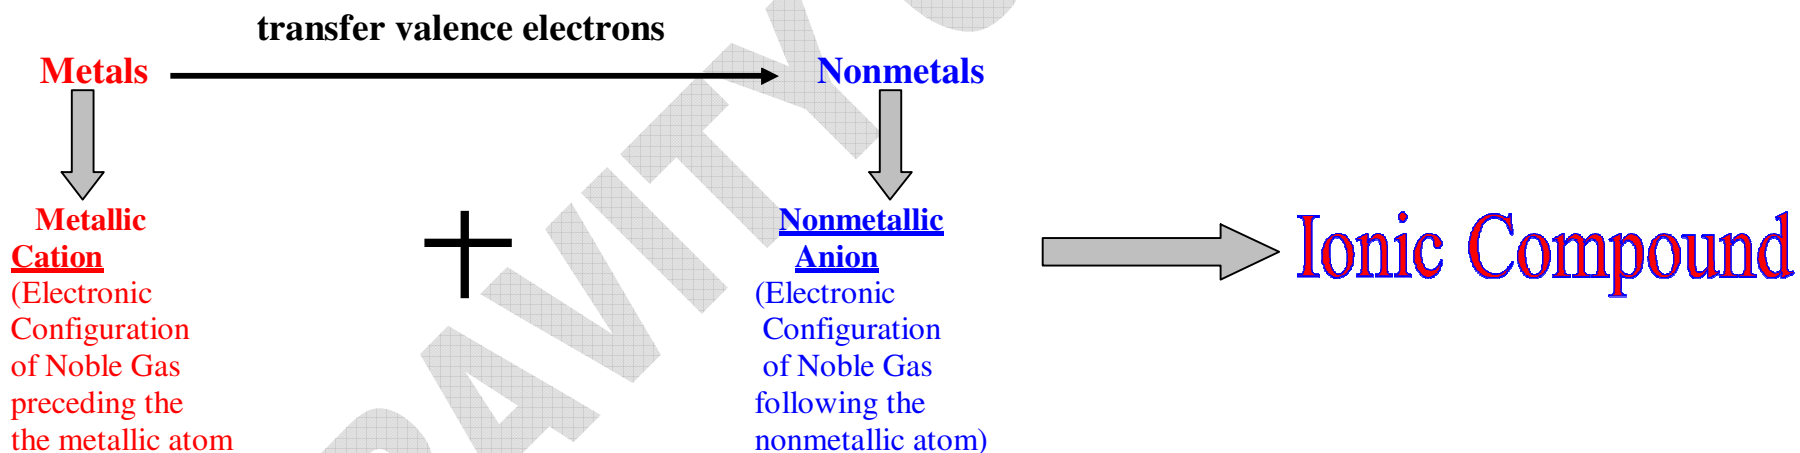 transfer valence electrons
Metals
Nonmetals
Metallic
Cation
(Electronic
Configuration
of Noble Gas
preceding the
the metallic atom
+
Nonmetallic
Anion
(Electronic
Configuration
of Noble Gas
following the
nonmetallic atom)
Ionic Compound